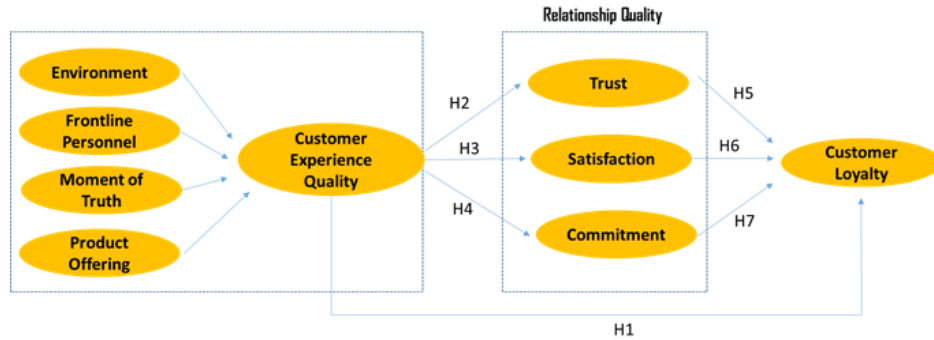 Relationship Quality
Environment
Frontline
Personnel
Moment of
Truth
Product
Offering
Customer
Experience
Quality
H2
H3
H4
Trust
Satisfaction
Commitment
H5
H6
H7
Customer
Loyalty
H1